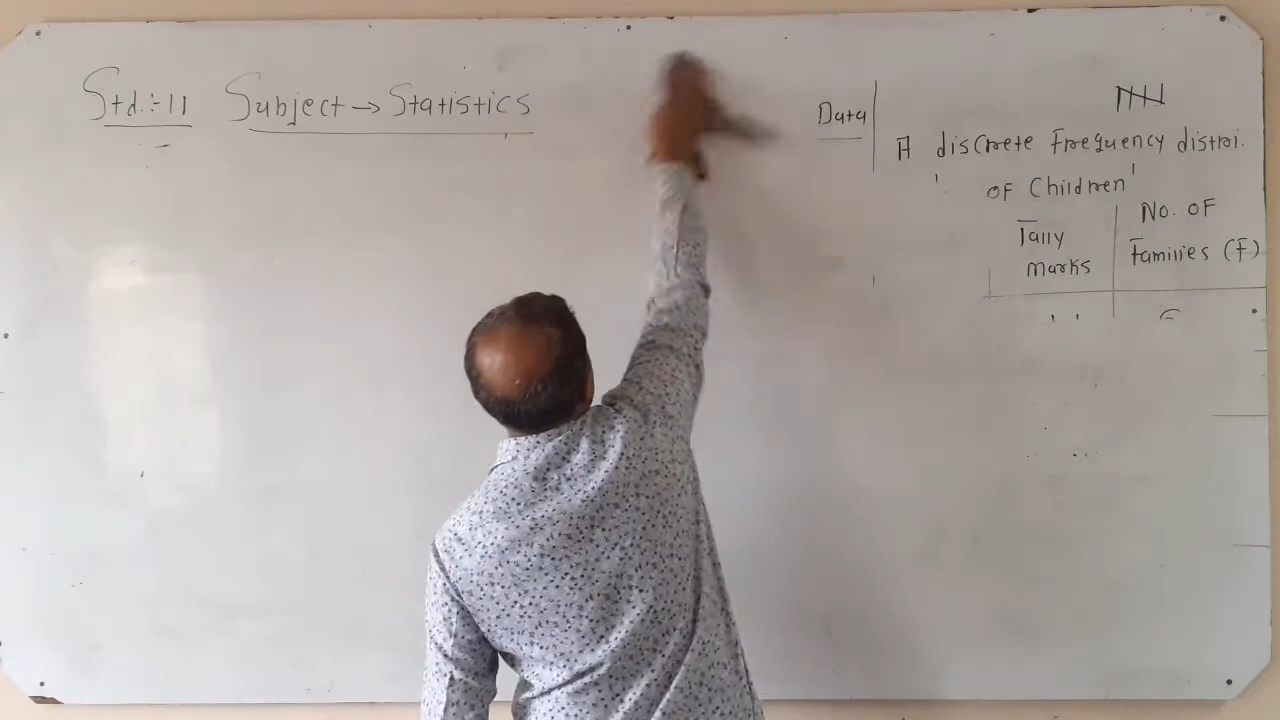 Std.:-11 Subject → Statistics
Data
A discrete Frequency distri.
of Children'
Tally
marks
No. of
Families (F)